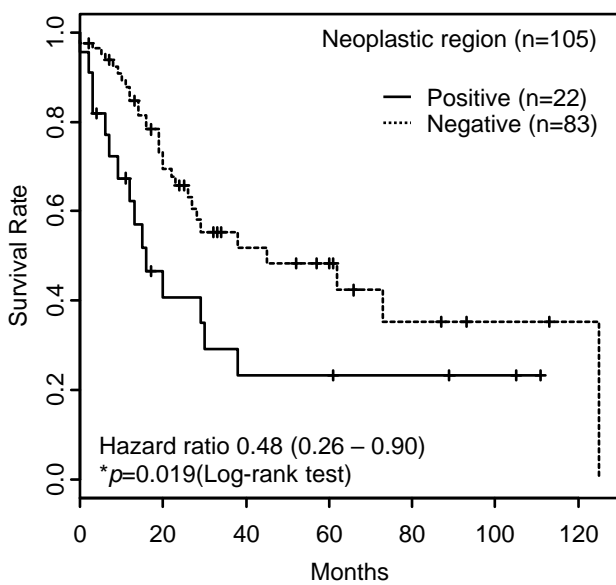 Neoplastic region (n=105)
Positive (n=22)
Negative (n=83)
Survival Rate
1.0
0.8
0.6
0.4
0.2
0.0
Hazard ratio 0.48 (0.26 – 0.90)
*p=0.019(Log-rank test)
0 20 40 60 80 100 120
Months